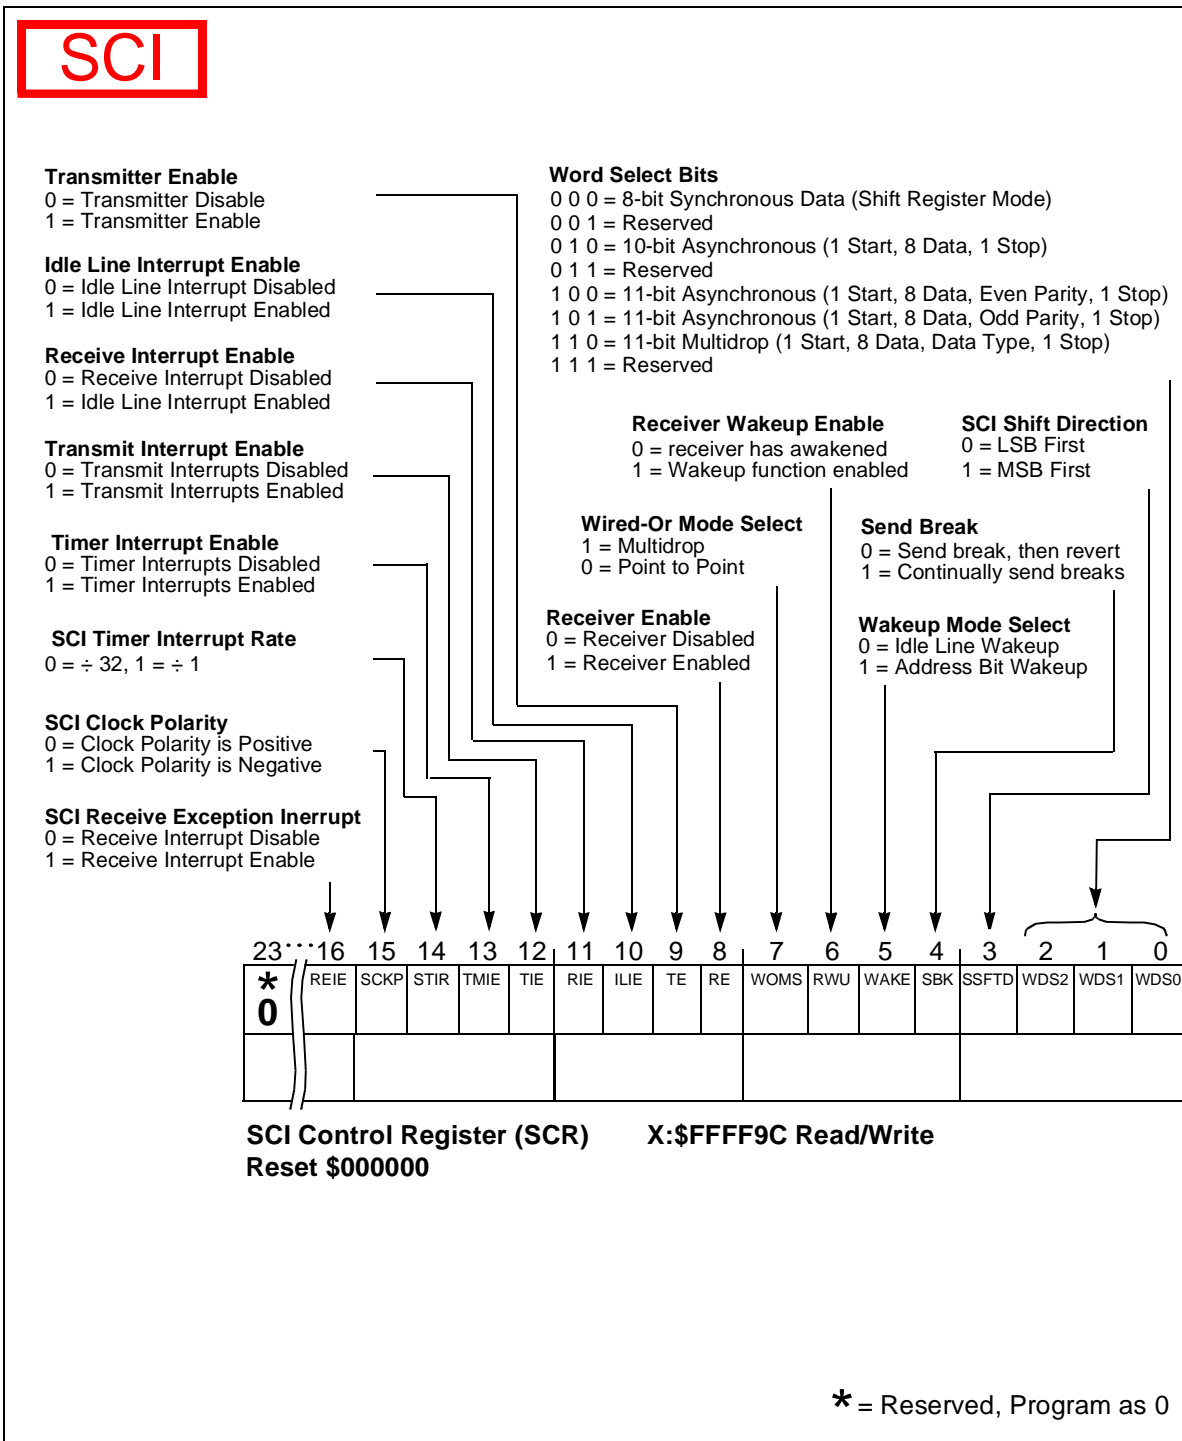 SCI
Transmitter Enable
0 = Transmitter Disable
1 = Transmitter Enable
Idle Line Interrupt Enable
0 = Idle Line Interrupt Disabled
1 = Idle Line Interrupt Enabled
Receive Interrupt Enable
0 = Receive Interrupt Disabled
1 = Idle Line Interrupt Enabled
Transmit Interrupt Enable
0 = Transmit Interrupts Disabled
1 = Transmit Interrupts Enabled
Timer Interrupt Enable
0 = Timer Interrupts Disabled
1 = Timer Interrupts Enabled
SCI Timer Interrupt Rate
0 = ÷ 32, 1 = ÷ 1
SCI Clock Polarity
0 = Clock Polarity is Positive
1 = Clock Polarity is Negative
SCI Receive Exception Inerrupt
0 = Receive Interrupt Disable
1 = Receive Interrupt Enable
Word Select Bits
0 0 0 = 8-bit Synchronous Data (Shift Register Mode)
0 0 1 = Reserved
0 1 0 = 10-bit Asynchronous (1 Start, 8 Data, 1 Stop)
0 1 1 = Reserved
1 0 0 = 11-bit Asynchronous (1 Start, 8 Data, Even Parity, 1 Stop)
1 0 1 = 11-bit Asynchronous (1 Start, 8 Data, Odd Parity, 1 Stop)
1 1 0 = 11-bit Multidrop (1 Start, 8 Data, Data Type, 1 Stop)
1 1 1 = Reserved
Receiver Wakeup Enable
0 = receiver has awakened
1 = Wakeup function enabled
SCI Shift Direction
0 = LSB First
1 = MSB First
Wired-Or Mode Select
1 = Multidrop
0 = Point to Point
Send Break
0 = Send break, then revert
1 = Continually send breaks
Receiver Enable
0 = Receiver Disabled
1 = Receiver Enabled
Wakeup Mode Select
0 = Idle Line Wakeup
1 = Address Bit Wakeup
23 ··· 16 15 14 13 12 11 10 9 8 7 6 5 4 3 2 1 0
* REIE SCKP STIR TMIE TIE RIE ILIE TE RE WOMS RWU WAKE SBK SSFTD WDS2 WDS1 WDS0
0
SCI Control Register (SCR) X:$FFFF9C Read/Write
Reset $000000
* = Reserved, Program as 0